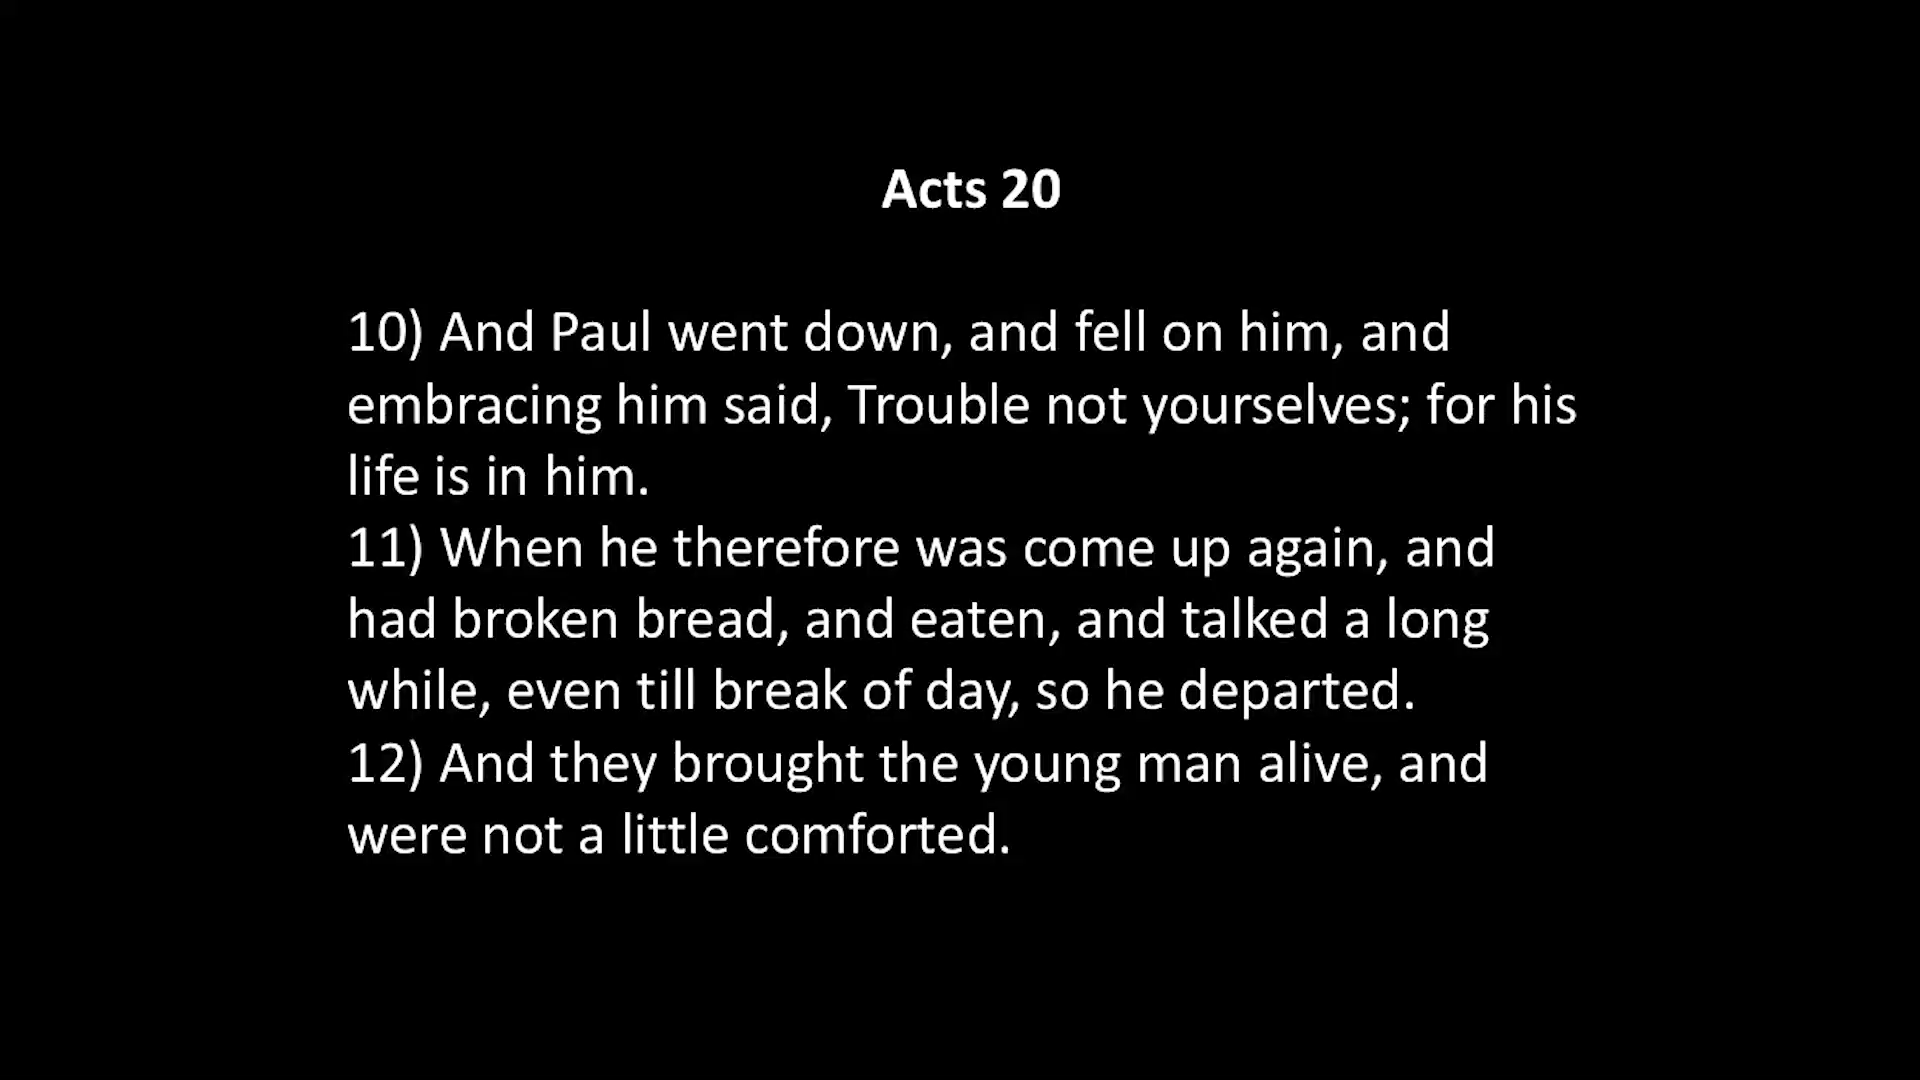 Acts 20
10) And Paul went down, and fell on him, and
embracing him said, Trouble not yourselves; for his
life is in him.
11) When he therefore was come up again, and
had broken bread, and eaten, and talked a long
while, even till break of day, so he departed.
12) And they brought the young man alive, and
were not a little comforted.